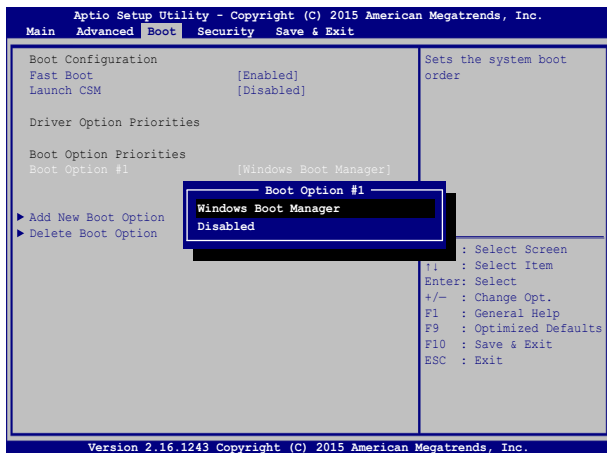 Aptio Setup Utility - Copyright (C) 2015 American Megatrends, Inc.
Main Advanced Boot Security Save & Exit
Boot Configuration
Fast Boot [Enabled]
Launch CSM [Disabled]
Driver Option Priorities
Boot Option Priorities
Boot Option #1 [Windows Boot Manager]
Add New Boot Option
Delete Boot Option
Boot Option #1
Windows Boot Manager
Disabled
Sets the system boot
order
: Select Screen
↑↓ : Select Item
Enter: Select
+/— : Change Opt.
F1 : General Help
F9 : Optimized Defaults
F10 : Save & Exit
ESC : Exit
Version 2.16.1243 Copyright (C) 2015 American Megatrends, Inc.